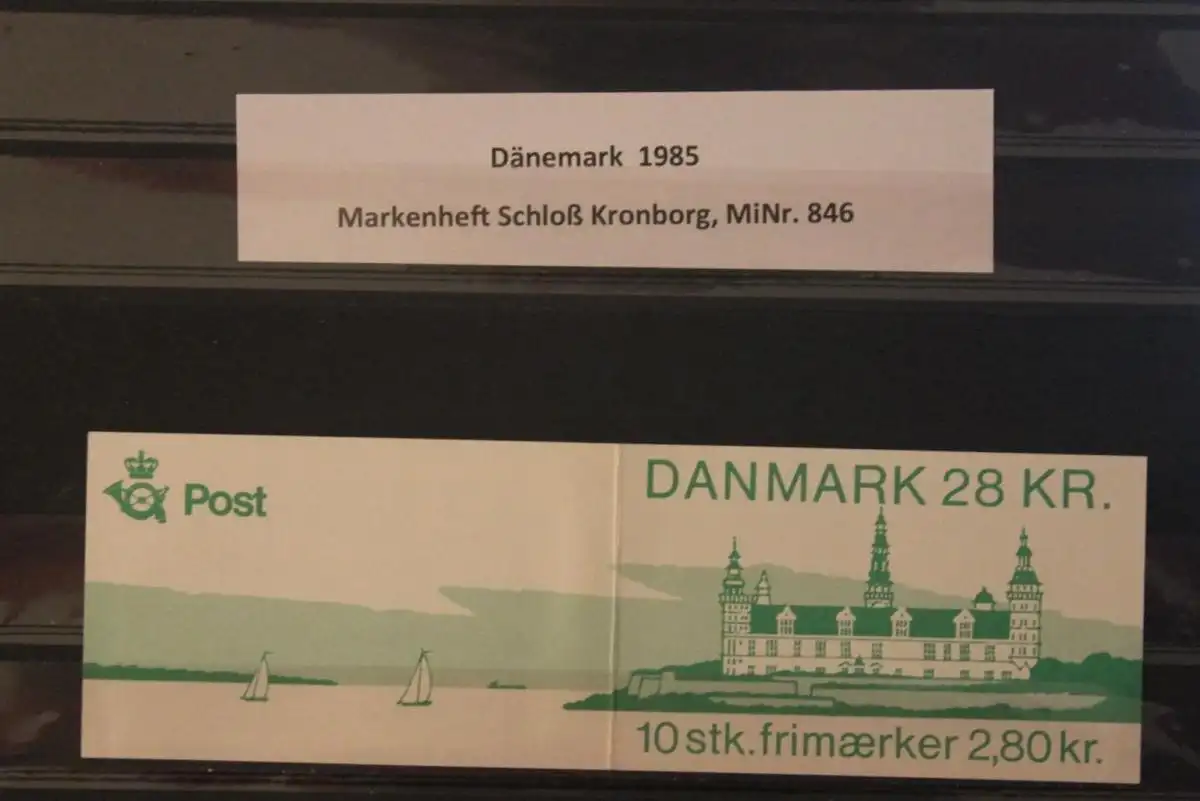 Dänemark 1985
Markenheft Schloß Kronborg, MiNr. 846
Post
DANMARK 28 KR.
10 stk. frimærker 2,80 kr.